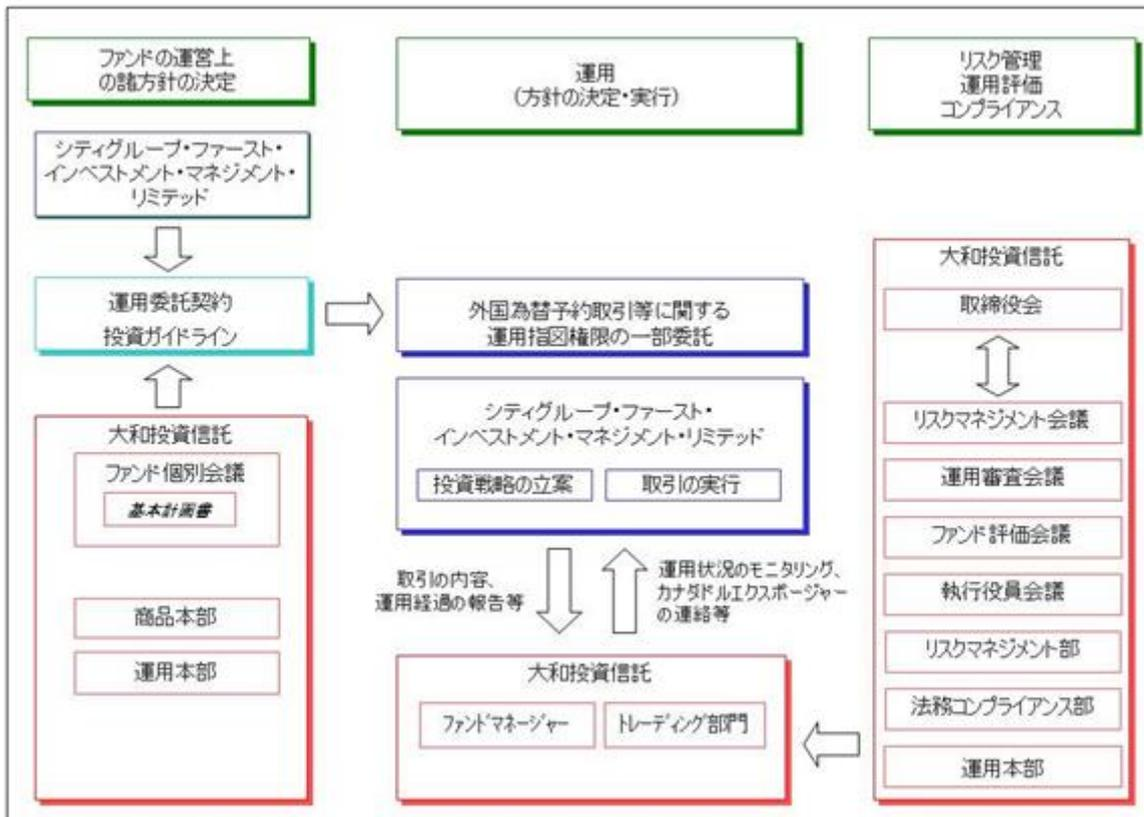 ファンドの運営上
の諸方針の決定
シティグループ・ファースト・
インベストメント・マネジメント・
リミテッド
運用委託契約
投資ガイドライン
大和投資信託
ファンド個別会議
基本計画書
商品本部
運用本部
運用
(方針の決定・実行)
外国為替予約取引等に関する
運用指図権限の一部委託
シティグループ・ファースト・
インベストメント・マネジメント・リミテッド
投資戦略の立案
取引の実行
取引の内容、
運用経過の報告等
運用状況のモニタリング、
カナダドルエクスポージャー
の連絡等
大和投資信託
ファンドマネージャー
トレーディング部門
リスク管理
運用評価
コンプライアンス
大和投資信託
取締役会
リスクマネジメント会議
運用審査会議
ファンド評価会議
執行役員会議
リスクマネジメント部
法務コンプライアンス部
運用本部